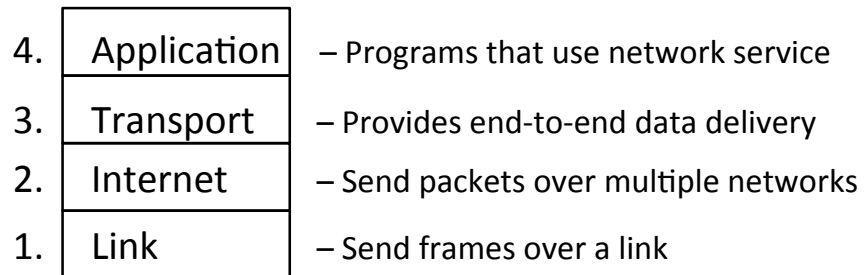 4. Application – Programs that use network service
3. Transport – Provides end-to-end data delivery
2. Internet – Send packets over multiple networks
1. Link – Send frames over a link